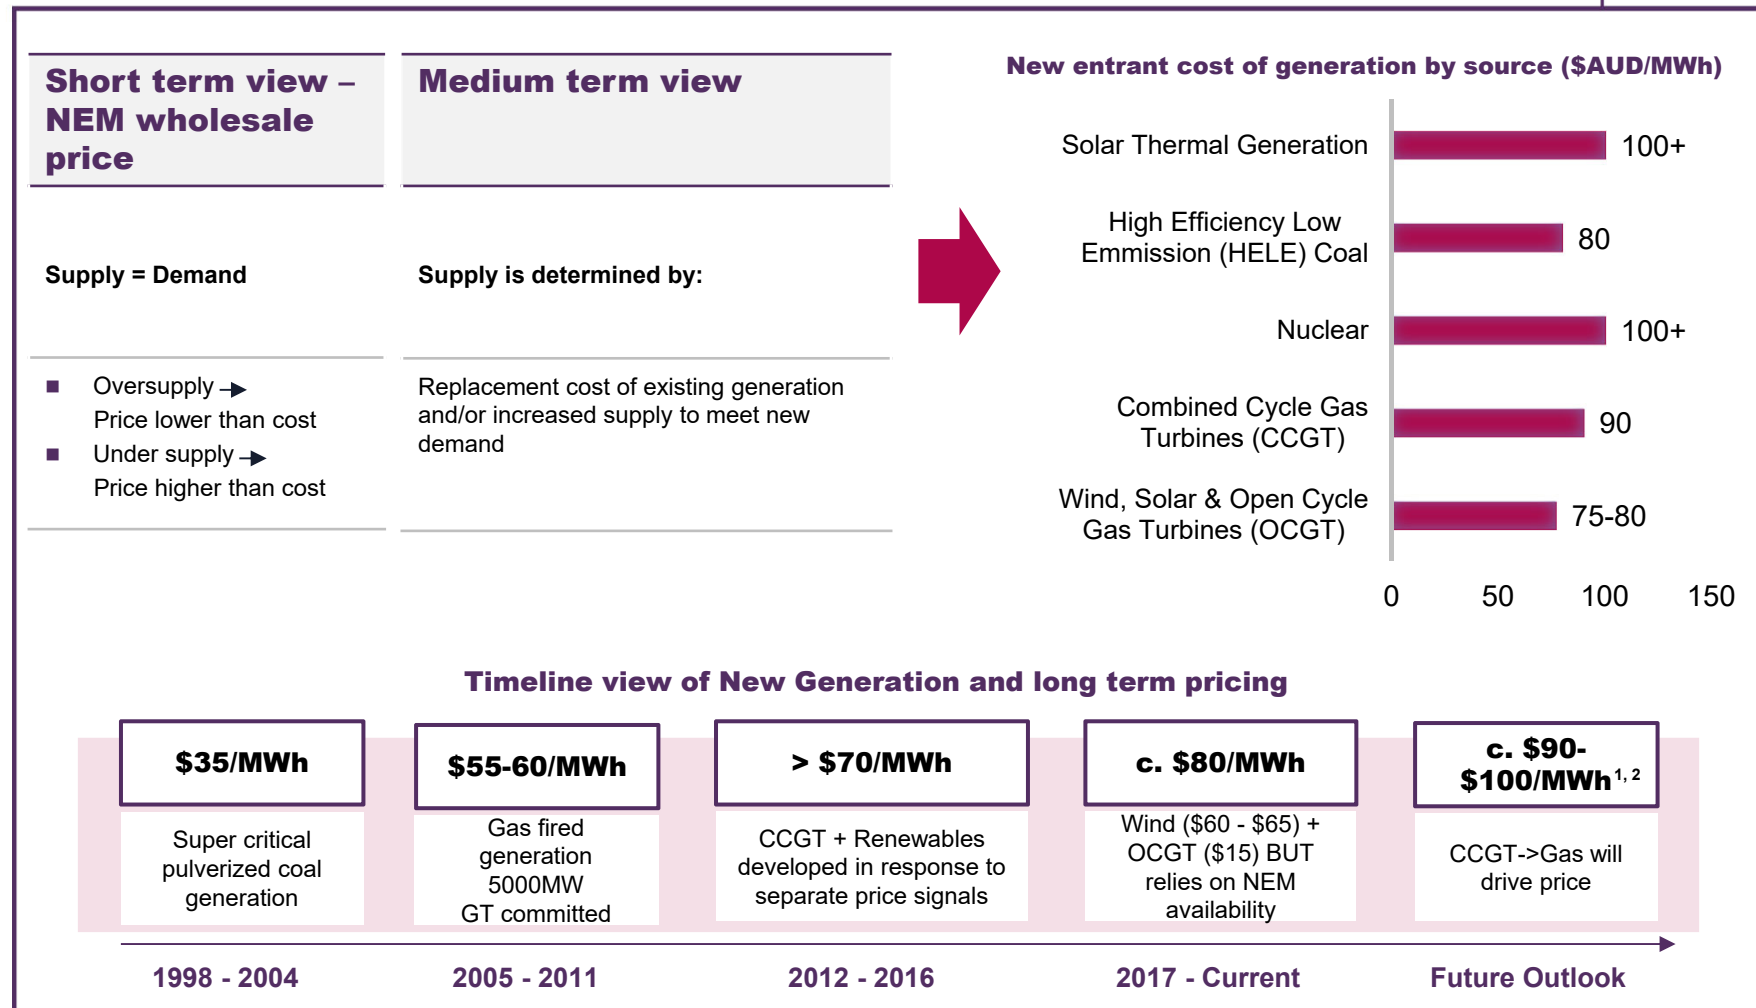 Short term view –
NEM wholesale
price
Medium term view
Supply = Demand
Supply is determined by:
■ Oversupply →
Price lower than cost
■ Under supply →
Price higher than cost
Replacement cost of existing generation
and/or increased supply to meet new
demand
New entrant cost of generation by source ($AUD/MWh)
Solar Thermal Generation
100+
High Efficiency Low
Emmission (HELE) Coal
80
Nuclear
100+
Combined Cycle Gas
Turbines (CCGT)
90
Wind, Solar & Open Cycle
Gas Turbines (OCGT)
75-80
0 50 100 150
Timeline view of New Generation and long term pricing
$35/MWh
Super critical
pulverized coal
generation
1998 - 2004
$55-60/MWh
Gas fired
generation
5000MW
GT committed
2005 - 2011
> $70/MWh
CCGT + Renewables
developed in response to
separate price signals
2012 - 2016
c. $80/MWh
Wind ($60 - $65) +
OCGT ($15) BUT
relies on NEM
availability
2017 - Current
c. $90-
$100/MWh1, 2
CCGT->Gas will
drive price
Future Outlook